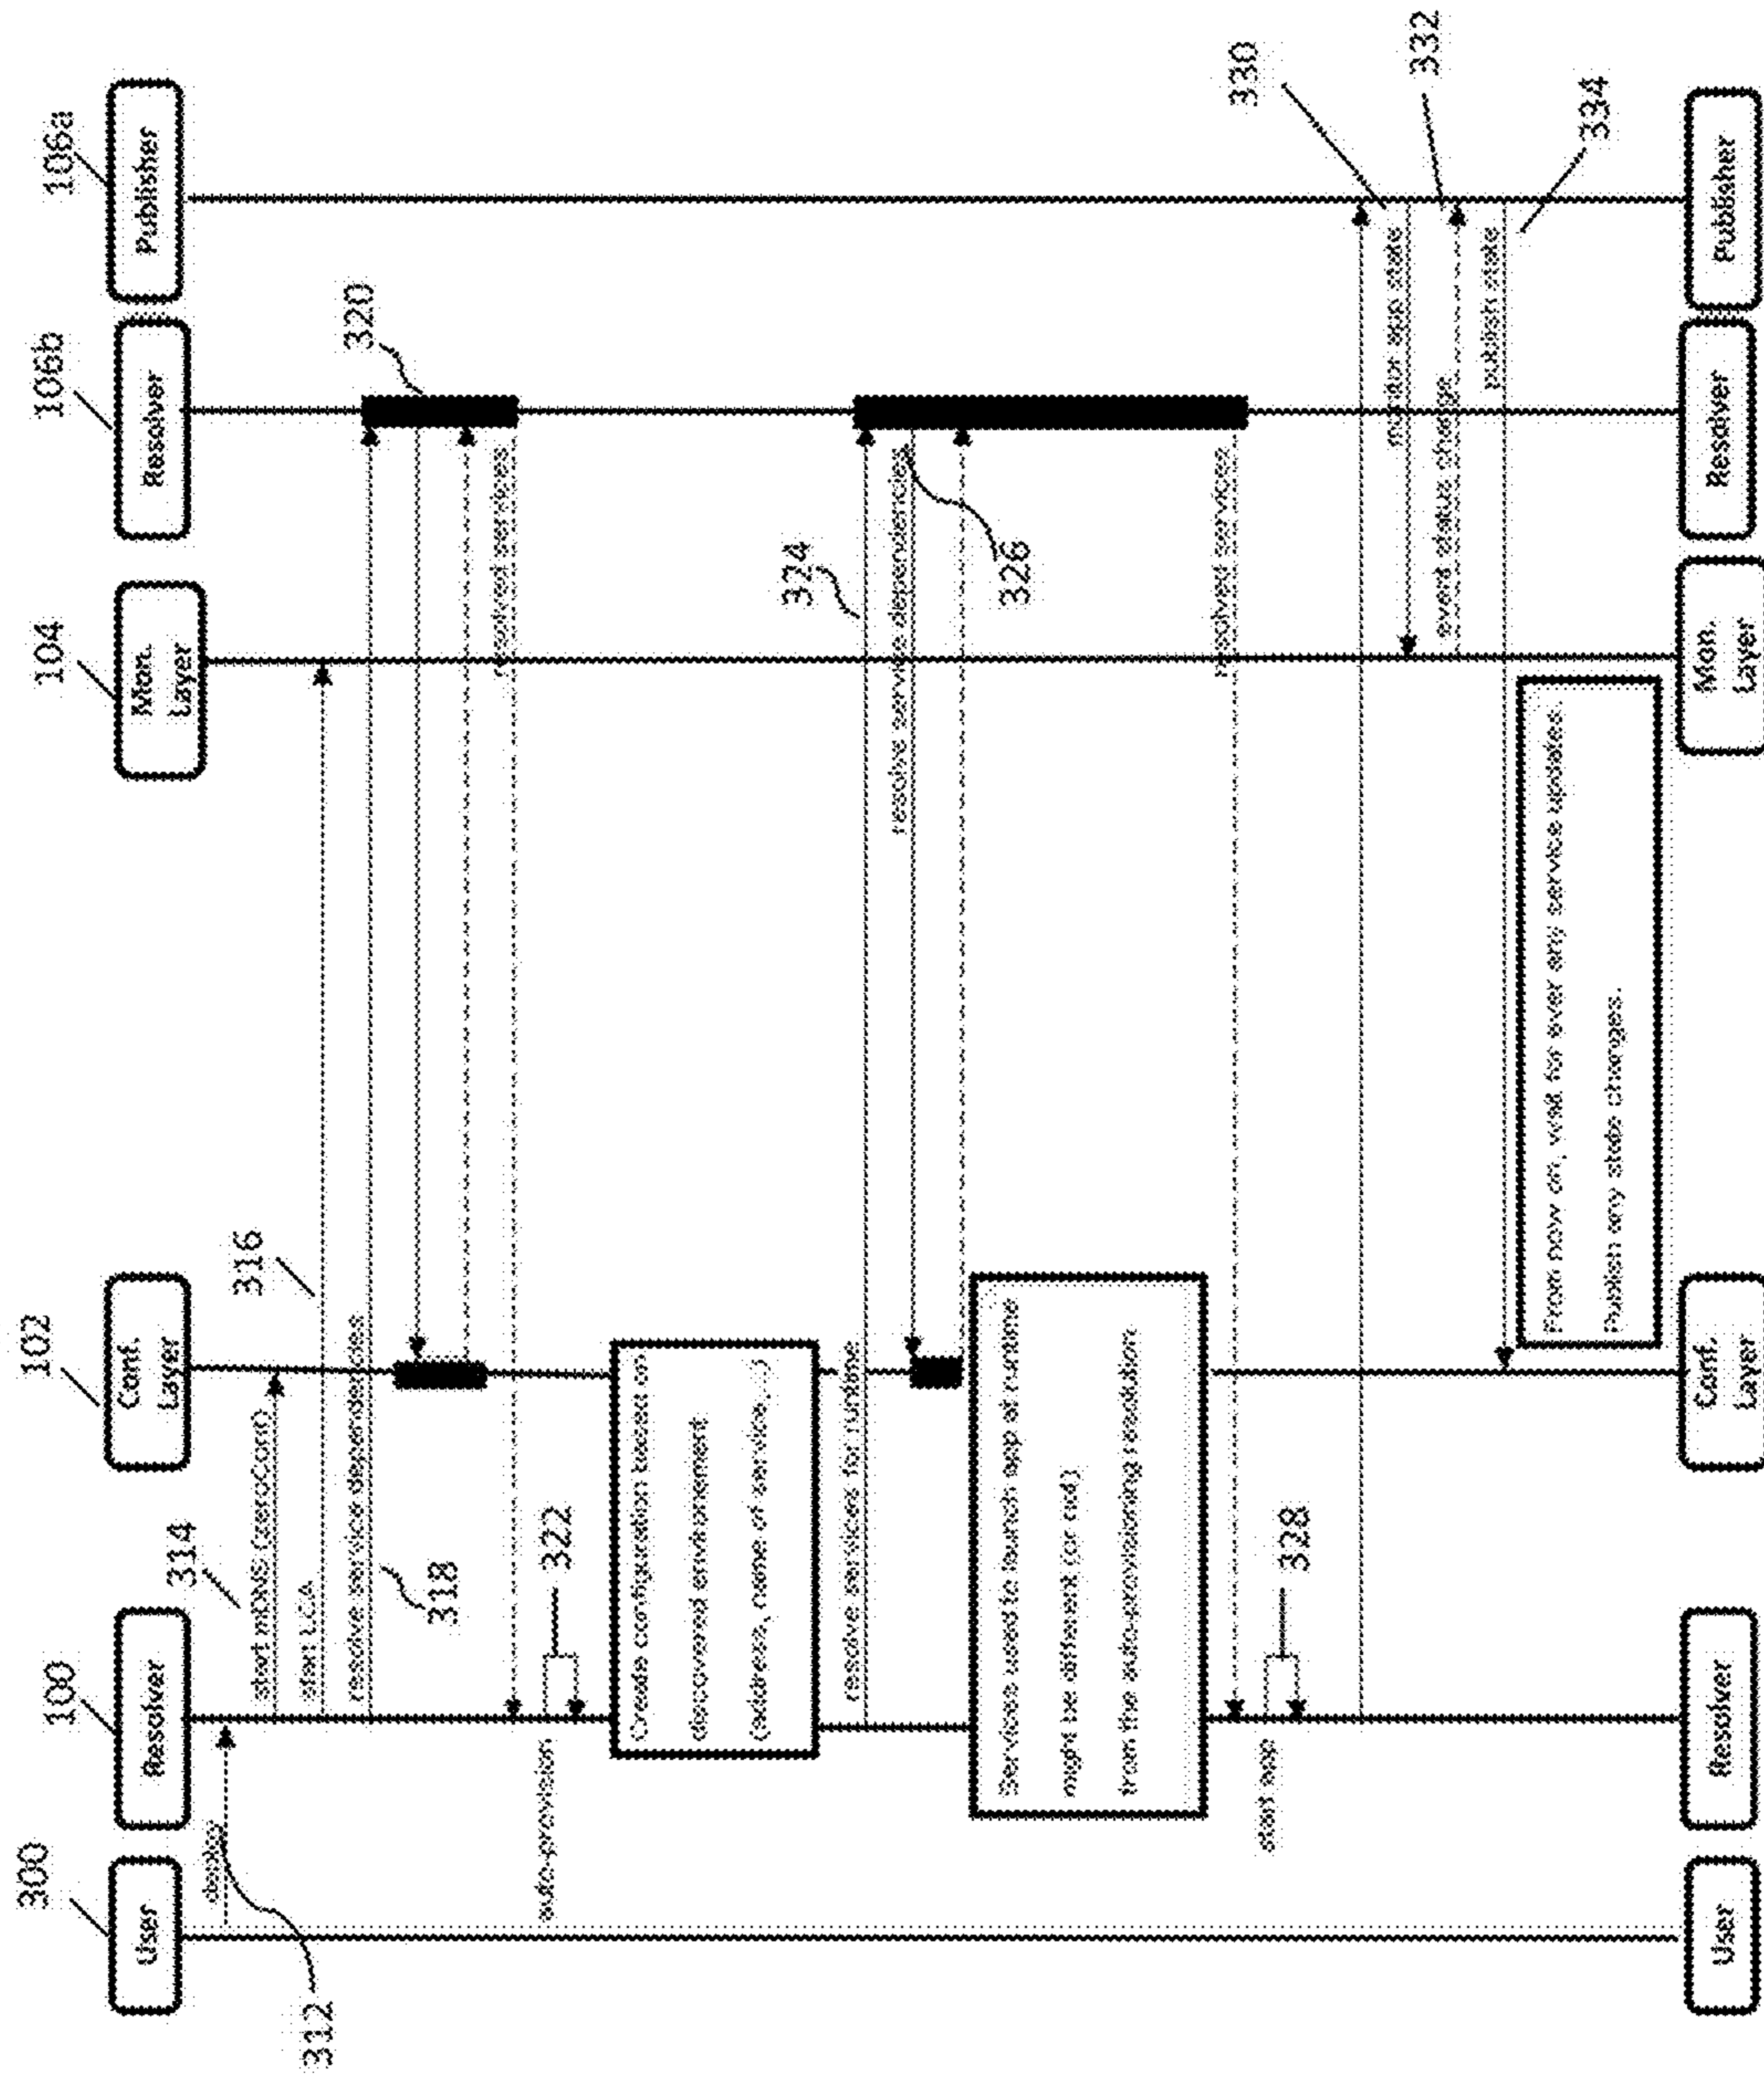 300
User
100
Resolver
102
Conf.
Layer
104
Mon.
Layer
106b
Resolver
106a
Publisher
312
deploy
314
start mDNS (zeroConf)
316
start LCA
resolve service dependencies
318
320
resolved services
auto-provision
322
Create configuration based on
discovered environement
(address, name of service,...)
resolve services for runtime
324
resolve service dependencies
326
Services used to launch app at runtime
might be different (or not)
from the auto-provisioning resolution.
resolved services
start app
328
330
monitor app state
332
event status change
publish state
334
From now on, wait for ever any service updates.
Publish any state changes.
User
Resolver
Conf.
Layer
Mon.
Layer
Resolver
Publisher